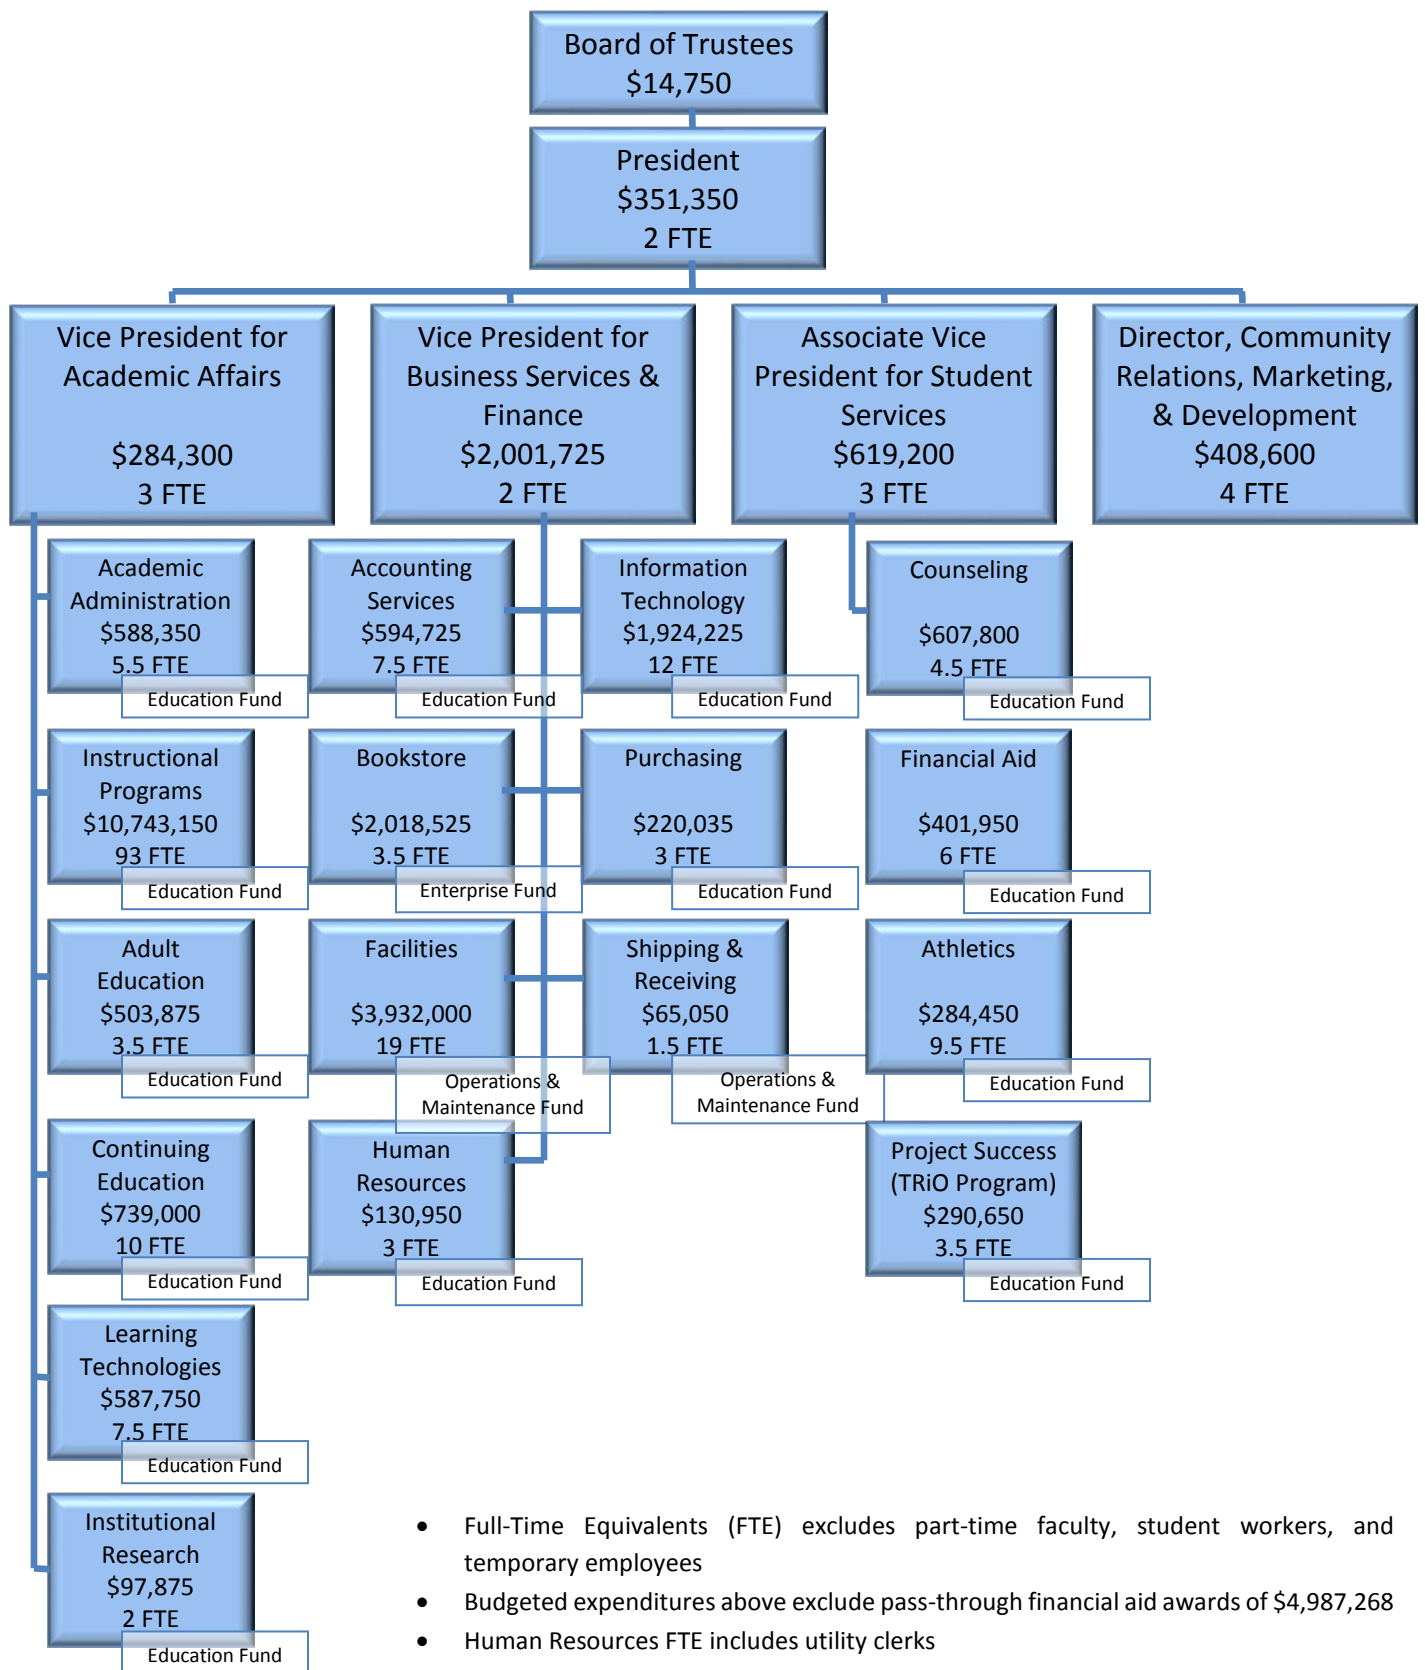 Board of Trustees
$14,750
President
$351,350
2 FTE
Vice President for
Academic Affairs
$284,300
3 FTE
Vice President for
Business Services &
Finance
$2,001,725
2 FTE
Associate Vice
President for Student
Services
$619,200
3 FTE
Director, Community
Relations, Marketing,
& Development
$408,600
4 FTE
Academic
Administration
$588,350
5.5 FTE
Education Fund
Accounting
Services
$594,725
7.5 FTE
Education Fund
Information
Technology
$1,924,225
12 FTE
Education Fund
Counseling
$607,800
4.5 FTE
Education Fund
Instructional
Programs
$10,743,150
93 FTE
Education Fund
Bookstore
$2,018,525
3.5 FTE
Enterprise Fund
Purchasing
$220,035
3 FTE
Education Fund
Financial Aid
$401,950
6 FTE
Education Fund
Adult
Education
$503,875
3.5 FTE
Education Fund
Facilities
$3,932,000
19 FTE
Operations &
Maintenance Fund
Shipping &
Receiving
$65,050
1.5 FTE
Operations &
Maintenance Fund
Athletics
$284,450
9.5 FTE
Education Fund
Continuing
Education
$739,000
10 FTE
Education Fund
Human
Resources
$130,950
3 FTE
Education Fund
Project Success
(TRiO Program)
$290,650
3.5 FTE
Education Fund
Learning
Technologies
$587,750
7.5 FTE
Education Fund
Institutional
Research
$97,875
2 FTE
Education Fund
• Full-Time Equivalents (FTE) excludes part-time faculty, student workers, and
temporary employees
• Budgeted expenditures above exclude pass-through financial aid awards of $4,987,268
• Human Resources FTE includes utility clerks